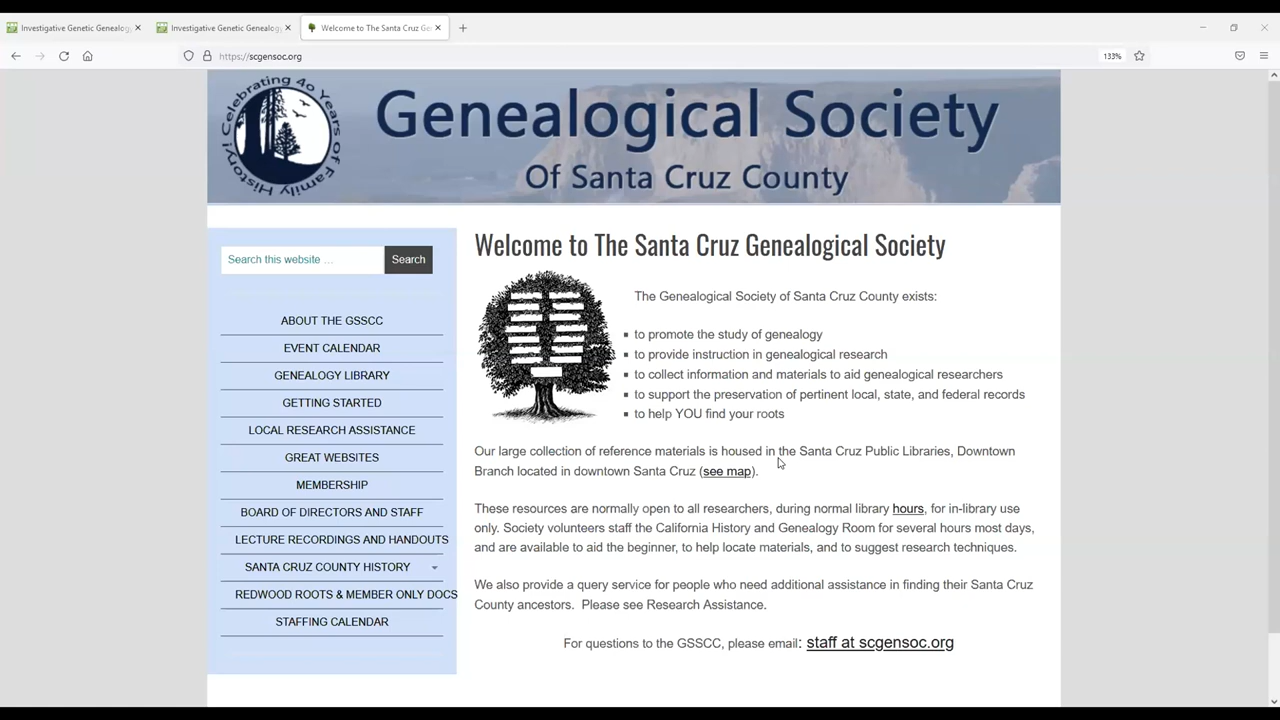 Investigative Genetic Genealog
Investigative Genetic Genealogy
Welcome to The Santa Cruz Ge
https://scgensoc.org
133%
Celebrating 40 Years of Family History!
Genealogical Society
Of Santa Cruz County
Search this website …
Search
ABOUT THE GSSCC
EVENT CALENDAR
GENEALOGY LIBRARY
GETTING STARTED
LOCAL RESEARCH ASSISTANCE
GREAT WEBSITES
MEMBERSHIP
BOARD OF DIRECTORS AND STAFF
LECTURE RECORDINGS AND HANDOUTS
SANTA CRUZ COUNTY HISTORY
REDWOOD ROOTS & MEMBER ONLY DOCS
STAFFING CALENDAR
Welcome to The Santa Cruz Genealogical Society
The Genealogical Society of Santa Cruz County exists:
to promote the study of genealogy
to provide instruction in genealogical research
to collect information and materials to aid genealogical researchers
to support the preservation of pertinent local, state, and federal records
to help YOU find your roots
Our large collection of reference materials is housed in the Santa Cruz Public Libraries, Downtown
Branch located in downtown Santa Cruz (see map).
These resources are normally open to all researchers, during normal library hours, for in-library use
only. Society volunteers staff the California History and Genealogy Room for several hours most days,
and are available to aid the beginner, to help locate materials, and to suggest research techniques.
We also provide a query service for people who need additional assistance in finding their Santa Cruz
County ancestors.  Please see Research Assistance.
For questions to the GSSCC, please email: staff at scgensoc.org